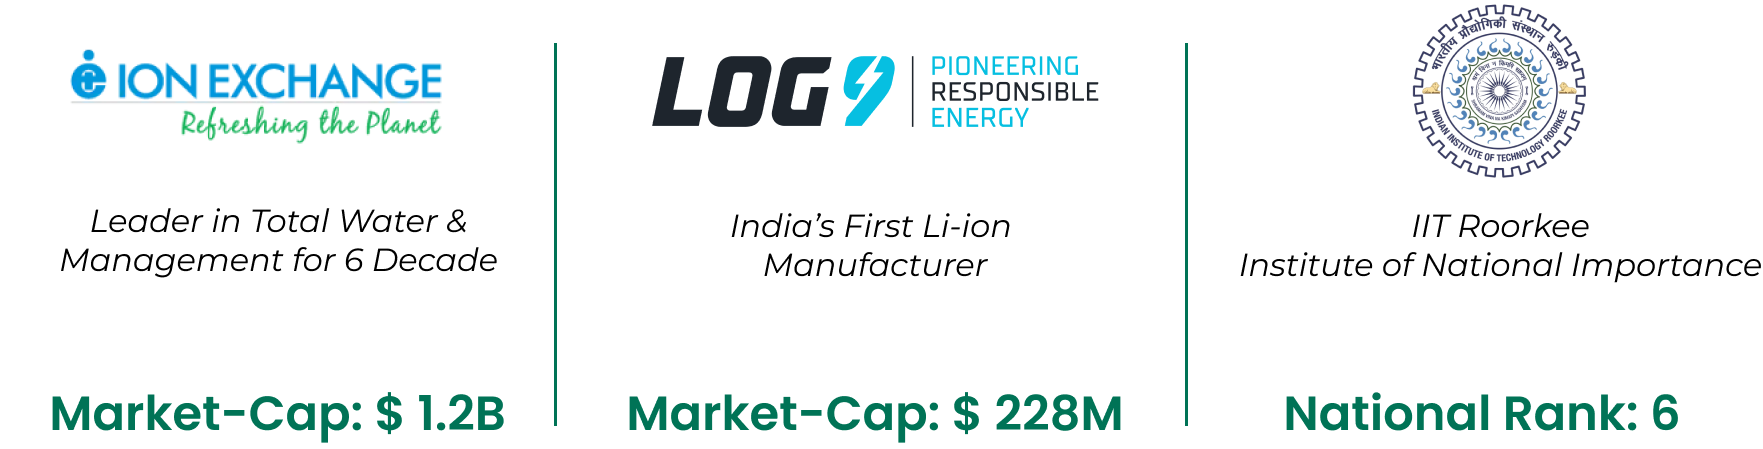 ION EXCHANGE
Refreshing the Planet
Leader in Total Water &
Management for 6 Decade
Market-Cap: $ 1.2B
LOG 9
PIONEERING
RESPONSIBLE
ENERGY
India's First Li-ion
Manufacturer
Market-Cap: $ 228M
भारतीय प्रौद्योगिकी संस्थान रुड़की
INDIAN INSTITUTE OF TECHNOLOGY ROORKEE
IIT Roorkee
Institute of National Importance
National Rank: 6